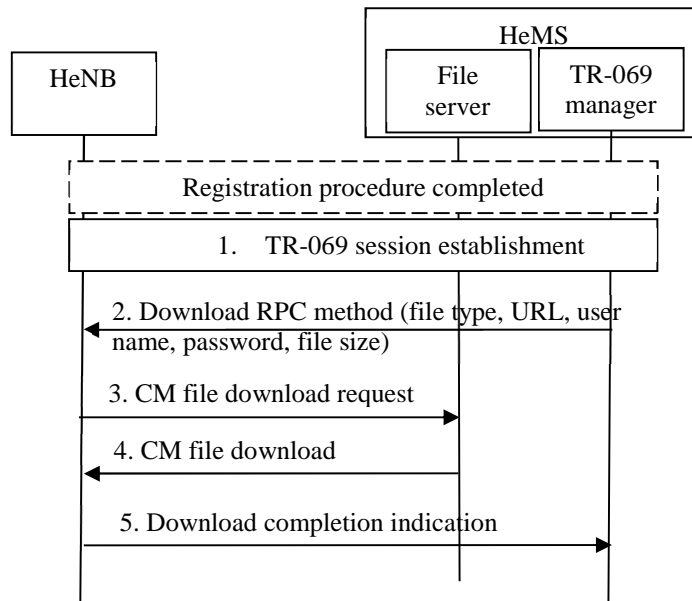 HeMS
HeNB
File
server
TR-069
manager
Registration procedure completed
1. TR-069 session establishment
2. Download RPC method (file type, URL, user
name, password, file size)
3. CM file download request
4. CM file download
5. Download completion indication